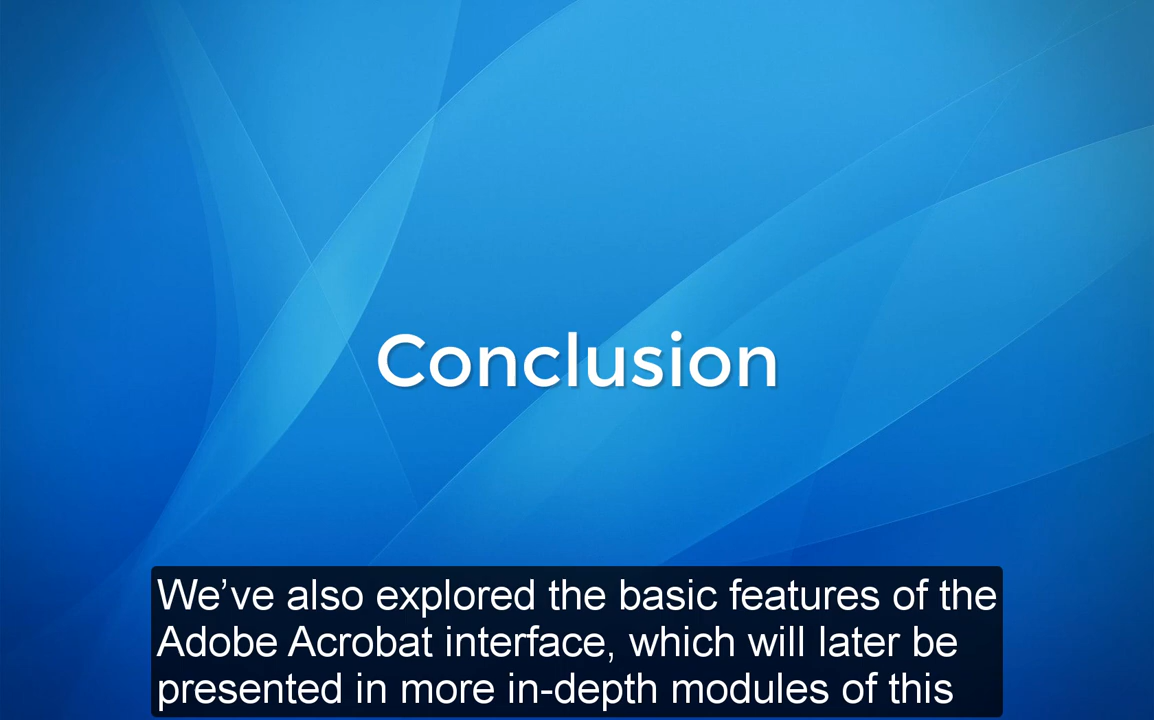 Conclusion
We’ve also explored the basic features of the
Adobe Acrobat interface, which will later be
presented in more in-depth modules of this